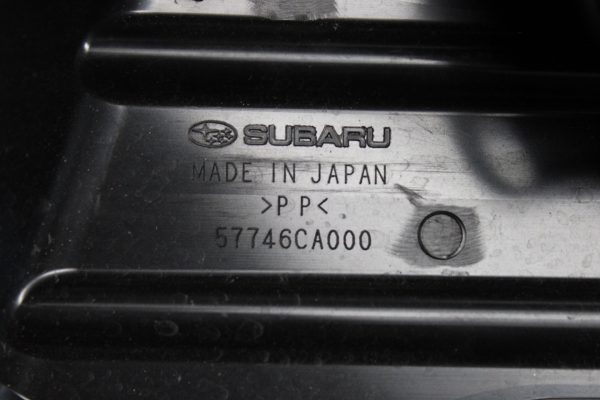 SUBARU
MADE IN JAPAN
>PP<
57746CA000